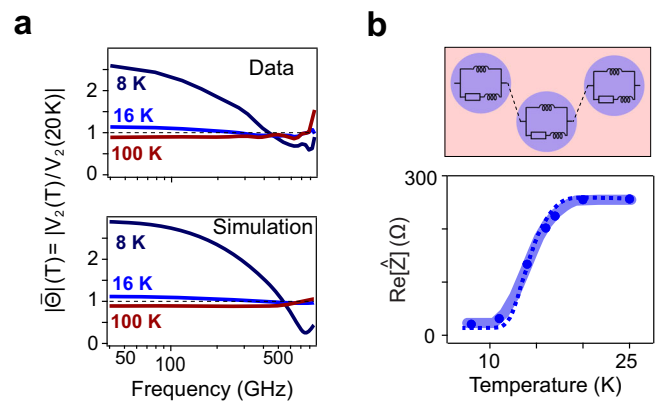 a
|Θ̄|(T) = |V₂(T)/V₂(20K)|
2
1
0
Data
8 K
16 K
100 K
2
1
0
Simulation
8 K
16 K
100 K
50 100 500
Frequency (GHz)
b
Re[Ẑ] (Ω)
300
0
10 25
Temperature (K)